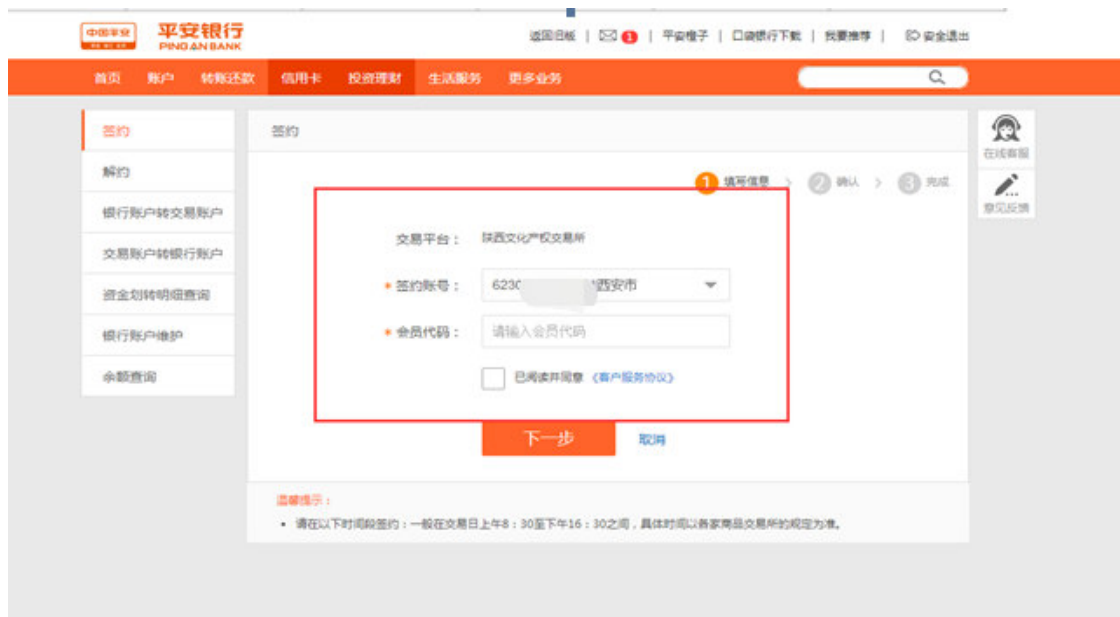 中国平安 平安银行 PINGAN BANK 返回旧版 | 1 | 平安橙子 | 口袋银行下载 | 我要推荐 | 安全退出
首页 账户 转账还款 信用卡 投资理财 生活服务 更多业务
签约
解约
银行账户转交易账户
交易账户转银行账户
资金划转明细查询
银行账户维护
余额查询
签约
1 填写信息 > 2 确认 > 3 完成
交易平台: 陕西文化产权交易所
* 签约账号: 6230 西安市
* 会员代码: 请输入会员代码
已阅读并同意《客户服务协议》
下一步 取消
温馨提示:
• 请在以下时间段签约:一般在交易日上午8:30至下午16:30之间,具体时间以各家商品交易所的规定为准。
在线客服
意见反馈